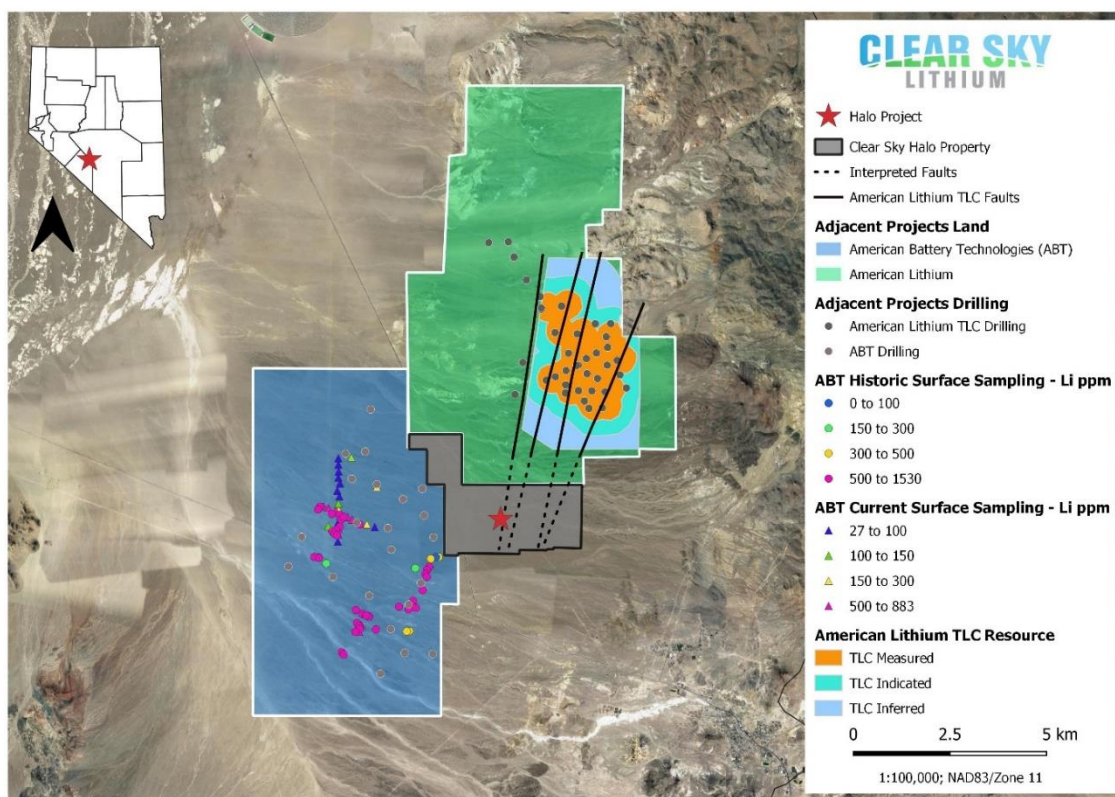 CLEAR SKY
LITHIUM
Halo Project
Clear Sky Halo Property
Interpreted Faults
American Lithium TLC Faults
Adjacent Projects Land
American Battery Technologies (ABT)
American Lithium
Adjacent Projects Drilling
American Lithium TLC Drilling
ABT Drilling
ABT Historic Surface Sampling - Li ppm
0 to 100
150 to 300
300 to 500
500 to 1530
ABT Current Surface Sampling - Li ppm
27 to 100
100 to 150
150 to 300
500 to 883
American Lithium TLC Resource
TLC Measured
TLC Indicated
TLC Inferred
0 2.5 5 km
1:100,000; NAD83/Zone 11